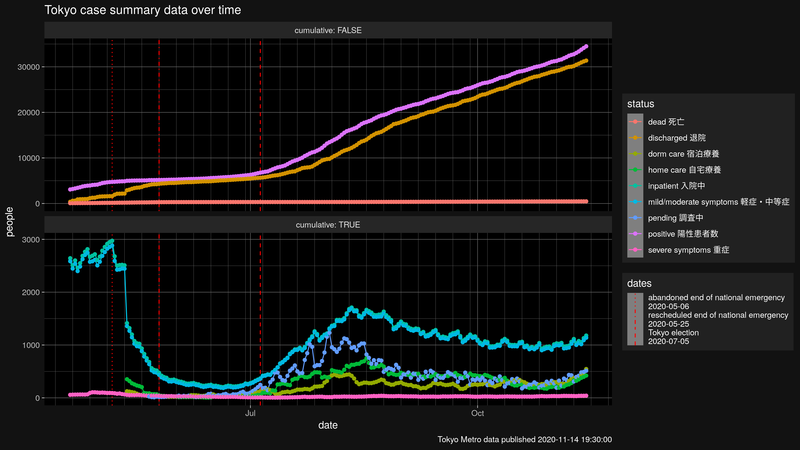 Tokyo case summary data over time
cumulative: FALSE
30000
20000
10000
0
cumulative: TRUE
3000
2000
1000
0
people
Jul
Oct
date
status
dead 死亡
discharged 退院
dorm care 宿泊療養
home care 自宅療養
inpatient 入院中
mild/moderate symptoms 軽症・中等症
pending 調査中
positive 陽性患者数
severe symptoms 重症
dates
abandoned end of national emergency
2020-05-06
rescheduled end of national emergency
2020-05-25
Tokyo election
2020-07-05
Tokyo Metro data published 2020-11-14 19:30:00